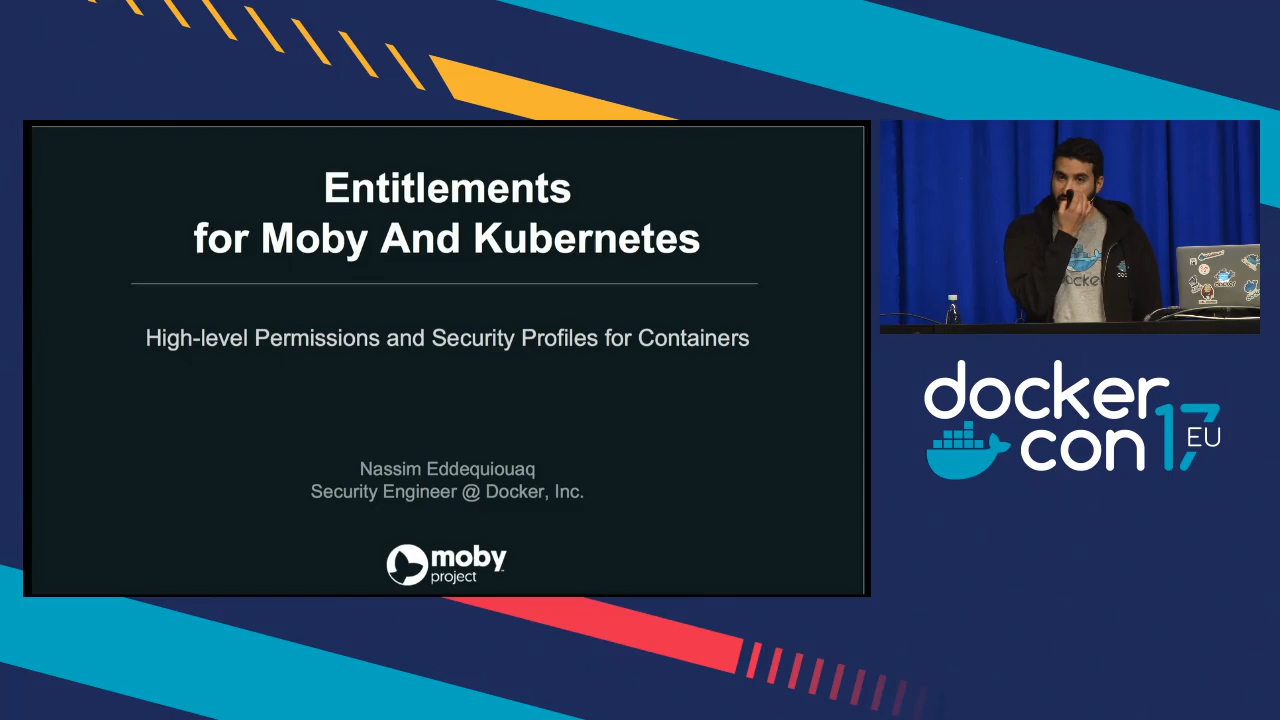 Entitlements
for Moby And Kubernetes
High-level Permissions and Security Profiles for Containers
Nassim Eddequiouaq
Security Engineer @ Docker, Inc.
moby
project
docker
docker
con 17 EU